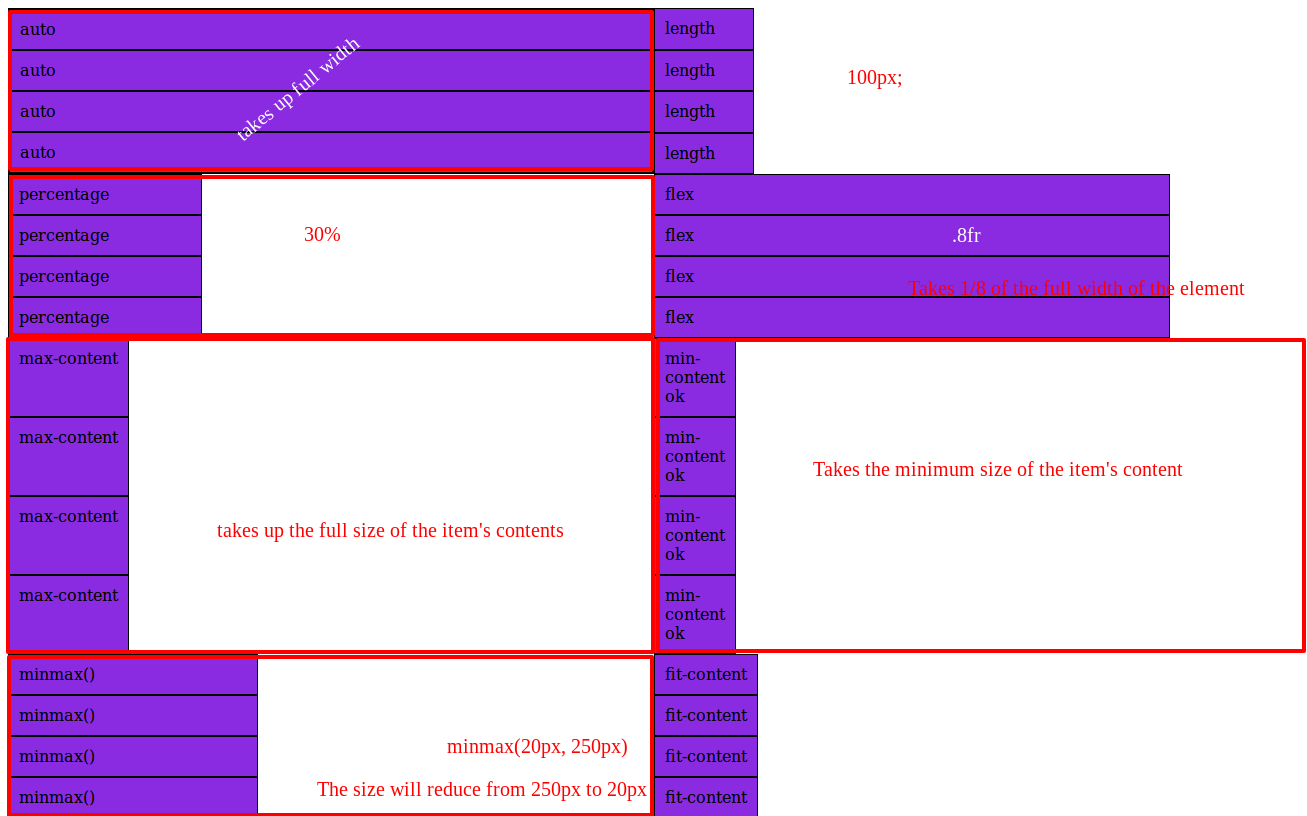 auto
length
auto
length
auto
length
auto
length
takes up full width
100px;
percentage
flex
percentage
flex
percentage
flex
percentage
flex
30%
.8fr
Takes 1/8 of the full width of the element
max-content
min-
content
ok
max-content
min-
content
ok
max-content
min-
content
ok
max-content
min-
content
ok
takes up the full size of the item's contents
Takes the minimum size of the item's content
minmax()
fit-content
minmax()
fit-content
minmax()
fit-content
minmax()
fit-content
minmax(20px, 250px)
The size will reduce from 250px to 20px